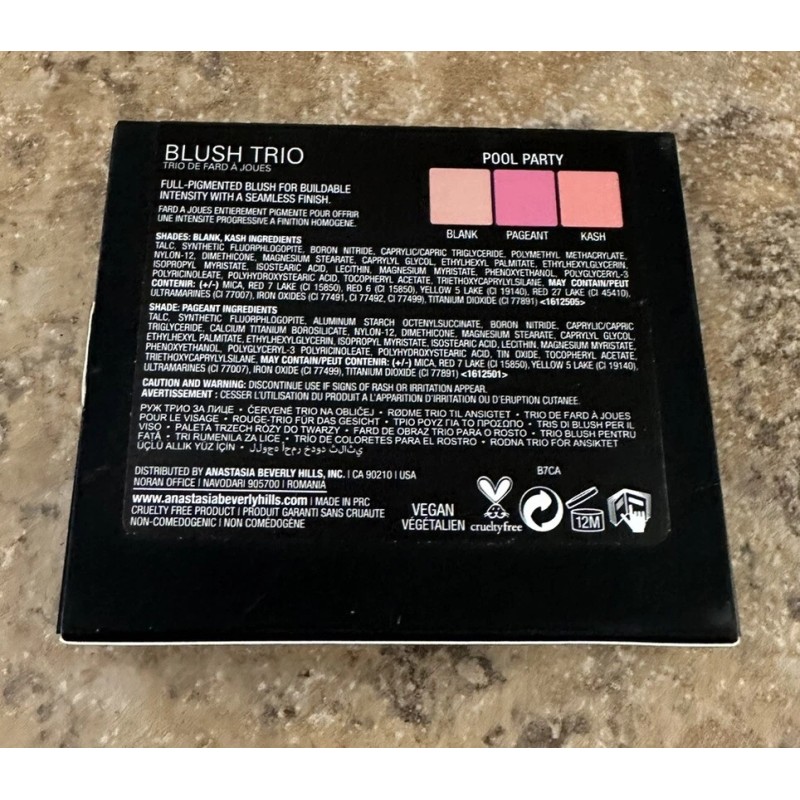 BLUSH TRIO
TRIO DE FARD À JOUES
FULL-PIGMENTED BLUSH FOR BUILDABLE
INTENSITY WITH A SEAMLESS FINISH.
FARD A JOUES ENTIEREMENT PIGMENTE POUR OFFRIR
UNE INTENSITE PROGRESSIVE A FINITION HOMOGENE.
POOL PARTY
BLANK PAGEANT KASH
SHADES: BLANK, KASH INGREDIENTS
TALC, SYNTHETIC FLUORPHLOGOPITE, BORON NITRIDE, CAPRYLIC/CAPRIC TRIGLYCERIDE, POLYMETHYL METHACRYLATE,
NYLON-12, DIMETHICONE, MAGNESIUM STEARATE, CAPRYLYL GLYCOL, ETHYLHEXYL PALMITATE, ETHYLHEXYLGLYCERIN,
ISOPROPYL MYRISTATE, ISOSTEARIC ACID, LECITHIN, MAGNESIUM MYRISTATE, PHENOXYETHANOL, POLYGLYCERYL-3
POLYRICINOLEATE, POLYHYDROXYSTEARIC ACID, TOCOPHERYL ACETATE, TRIETHOXYCAPRYLYLSILANE. MAY CONTAIN/PEUT
CONTENIR: (+/-) MICA, RED 7 LAKE (CI 15850), RED 6 (CI 15850), YELLOW 5 LAKE (CI 19140), RED 27 LAKE (CI 45410),
ULTRAMARINES (CI 77007), IRON OXIDES (CI 77491, CI 77492, CI 77499), TITANIUM DIOXIDE (CI 77891) <1612505>
SHADE: PAGEANT INGREDIENTS
TALC, SYNTHETIC FLUORPHLOGOPITE, ALUMINUM STARCH OCTENYLSUCCINATE, BORON NITRIDE, CAPRYLIC/CAPRIC
TRIGLYCERIDE, CALCIUM TITANIUM BOROSILICATE, NYLON-12, DIMETHICONE, MAGNESIUM STEARATE, CAPRYLYL GLYCOL,
ETHYLHEXYL PALMITATE, ETHYLHEXYLGLYCERIN, ISOPROPYL MYRISTATE, ISOSTEARIC ACID, LECITHIN, MAGNESIUM MYRISTATE,
PHENOXYETHANOL, POLYGLYCERYL-3 POLYRICINOLEATE, POLYHYDROXYSTEARIC ACID, TIN OXIDE, TOCOPHERYL ACETATE,
TRIETHOXYCAPRYLYLSILANE. MAY CONTAIN/PEUT CONTENIR: (+/-) MICA, RED 7 LAKE (CI 15850), YELLOW 5 LAKE (CI 19140),
ULTRAMARINES (CI 77007), IRON OXIDE (CI 77499), TITANIUM DIOXIDE (CI 77891) <1612501>
CAUTION AND WARNING: DISCONTINUE USE IF SIGNS OF RASH OR IRRITATION APPEAR.
AVERTISSEMENT : CESSER L'UTILISATION DU PRODUIT A L'APPARITION D'IRRITATION OU D'ERUPTION CUTANEE.
РУЖ ТРИО ЗА ЛИЦЕ • ČERVENĚ TRIO NA OBLIČEJ • RØDME TRIO TIL ANSIGTET • TRIO DE FARD À JOUES
POUR LE VISAGE • ROUGE-TRIO FÜR DAS GESICHT • ΤΡΙΟ ΡΟΥΖ ΓΙΑ ΤΟ ΠΡΟΣΩΠΟ • TRIS DI BLUSH PER IL
VISO • PALETA TRZECH RÓŻY DO TWARZY • FARD DE OBRAZ TRIO PARA O ROSTO • TRIO BLUSH PENTRU
FAȚĂ • TRI RUMENILA ZA LICE • TRÍO DE COLORETES PARA EL ROSTRO • RODNA TRIO FÖR ANSIKTET
ÜÇLÜ ALLIK YÜZ İÇİN •
DISTRIBUTED BY ANASTASIA BEVERLY HILLS, INC. | CA 90210 | USA
NORAN OFFICE | NAVODARI 905700 | ROMANIA
B7CA
www.anastasiabeverlyhills.com | MADE IN PRC
CRUELTY FREE PRODUCT | PRODUIT GARANTI SANS CRUAUTE
NON-COMEDOGENIC | NON COMÉDOGÈNE
VEGAN
VÉGÉTALIEN
crueltyfree
12M